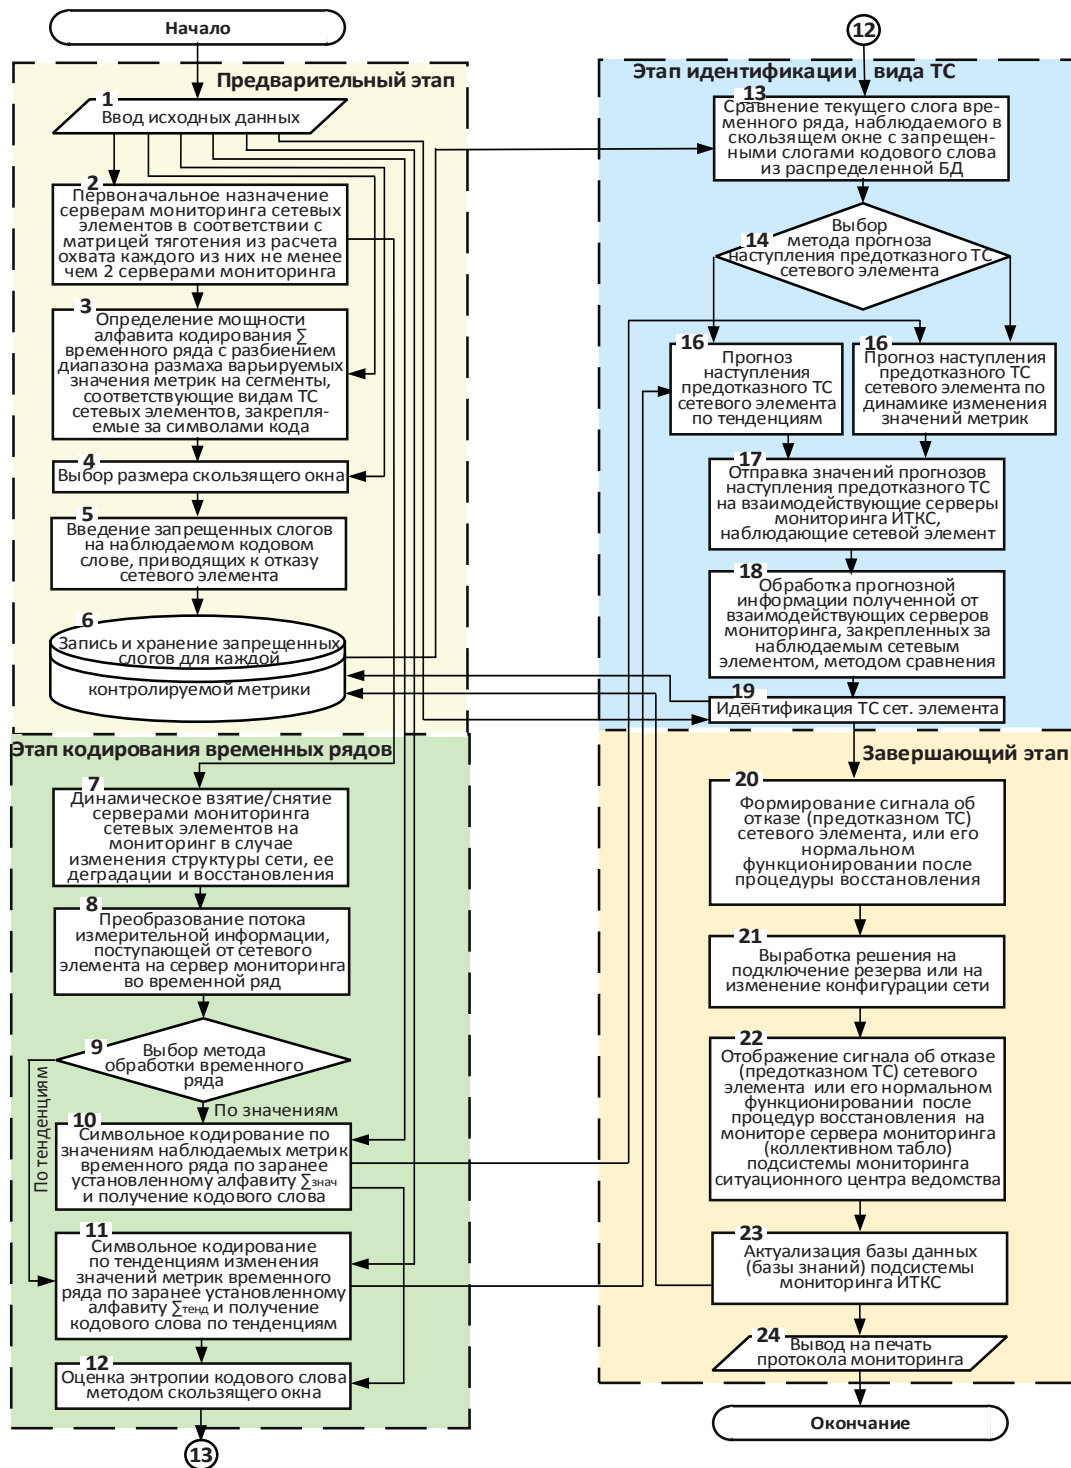 Начало
Предварительный этап
1
Ввод исходных данных
2
Первоначальное назначение
серверам мониторинга сетевых
элементов в соответствии с
матрицей тяготения из расчета
охвата каждого из них не менее
чем 2 серверами мониторинга
3
Определение мощности
алфавита кодирования ∑
временного ряда с разбиением
диапазона размаха варьируемых
значения метрик на сегменты,
соответствующие видам ТС
сетевых элементов, закрепля-
емые за символами кода
4
Выбор размера скользящего окна
5
Введение запрещенных слогов
на наблюдаемом кодовом
слове, приводящих к отказу
сетевого элемента
6
Запись и хранение запрещенных
слогов для каждой
контролируемой метрики
Этап кодирования временных рядов
7
Динамическое взятие/снятие
серверами мониторинга
сетевых элементов на
мониторинг в случае
изменения структуры сети, ее
деградации и восстановления
8
Преобразование потока
измерительной информации,
поступающей от сетевого
элемента на сервер мониторинга
во временной ряд
9
Выбор метода
обработки временного
ряда
По тенденциям
По значениям
10
Символьное кодирование по
значениям наблюдаемых метрик
временного ряда по заранее
установленному алфавиту ∑знач
и получение кодового слова
11
Символьное кодирование
по тенденциям изменения
значений метрик временного
ряда по заранее установленному
алфавиту ∑тенд и получение
кодового слова по тенденциям
12
Оценка энтропии кодового слова
методом скользящего окна
13
12
Этап идентификации вида ТС
13
Сравнение текущего слога вре-
менного ряда, наблюдаемого в
скользящем окне с запрещен-
ными слогами кодового слова
из распределенной БД
14
Выбор
метода прогноза
наступления предотказного ТС
сетевого элемента
16
Прогноз
наступления
предотказного ТС
сетевого элемента
по тенденциям
16
Прогноз наступления
предотказного ТС
сетевого элемента по
динамике изменения
значений метрик
17
Отправка значений прогнозов
наступления предотказного ТС
на взаимодействующие серверы
мониторинга ИТКС,
наблюдающие сетевой элемент
18
Обработка прогнозной
информации полученной от
взаимодействующих серверов
мониторинга, закрепленных за
наблюдаемым сетевым
элементом, методом сравнения
19
Идентификация ТС сет. элемента
Завершающий этап
20
Формирование сигнала об
отказе (предотказном ТС)
сетевого элемента, или его
нормальном
функционировании после
процедуры восстановления
21
Выработка решения на
подключение резерва или на
изменение конфигурации сети
22
Отображение сигнала об отказе
(предотказном ТС) сетевого
элемента или его нормальном
функционировании после
процедур восстановления на
мониторе сервера мониторинга
(коллективном табло)
подсистемы мониторинга
ситуационного центра ведомства
23
Актуализация базы данных
(базы знаний) подсистемы
мониторинга ИТКС
24
Вывод на печать
протокола мониторинга
Окончание